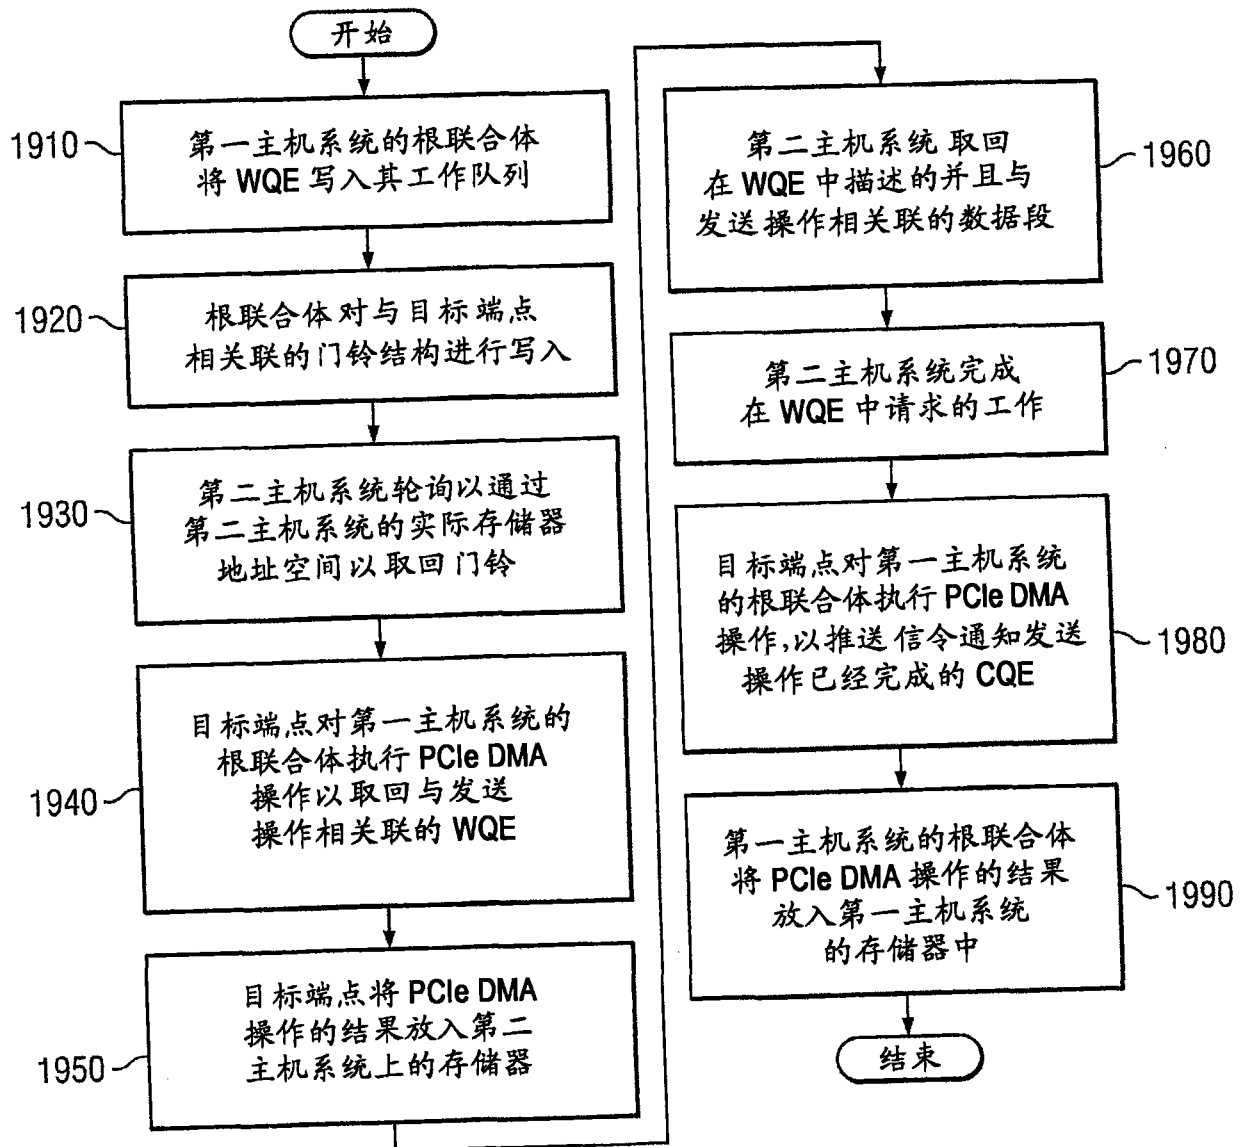 开始
1910
第一主机系统的根联合体
将 WQE 写入其工作队列
1920
根联合体对与目标端点
相关联的门铃结构进行写入
1930
第二主机系统轮询以通过
第二主机系统的实际存储器
地址空间以取回门铃
1940
目标端点对第一主机系统的
根联合体执行 PCIe DMA
操作以取回与发送
操作相关联的 WQE
1950
目标端点将 PCIe DMA
操作的结果放入第二
主机系统上的存储器
第二主机系统 取回
在 WQE 中描述的并且与
发送操作相关联的数据段
1960
第二主机系统完成
在 WQE 中请求的工作
1970
目标端点对第一主机系统
的根联合体执行 PCIe DMA
操作,以推送信令通知发送
操作已经完成的 CQE
1980
第一主机系统的根联合体
将 PCIe DMA 操作的结果
放入第一主机系统
的存储器中
1990
结束